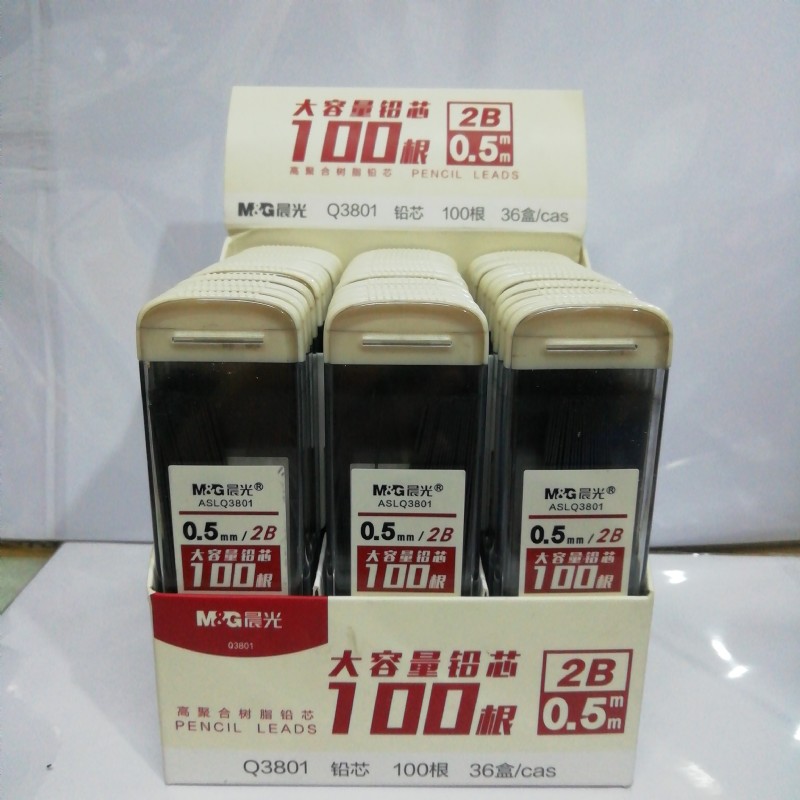 大容量铅芯
100根
2B
0.5mm
高聚合树脂铅芯 PENCIL LEADS
M&G晨光 Q3801 铅芯 100根 36盒/cas
M&G晨光®
ASLQ3801
0.5mm/2B
大容量铅芯
100根
M&G晨光®
ASLQ3801
0.5mm/2B
大容量铅芯
100根
M&G晨光®
ASLQ3801
0.5mm/2B
大容量铅芯
100根
M&G晨光
Q3801
高聚合树脂铅芯
PENCIL LEADS
大容量铅芯
100根
2B
0.5mm
Q3801 铅芯 100根 36盒/cas